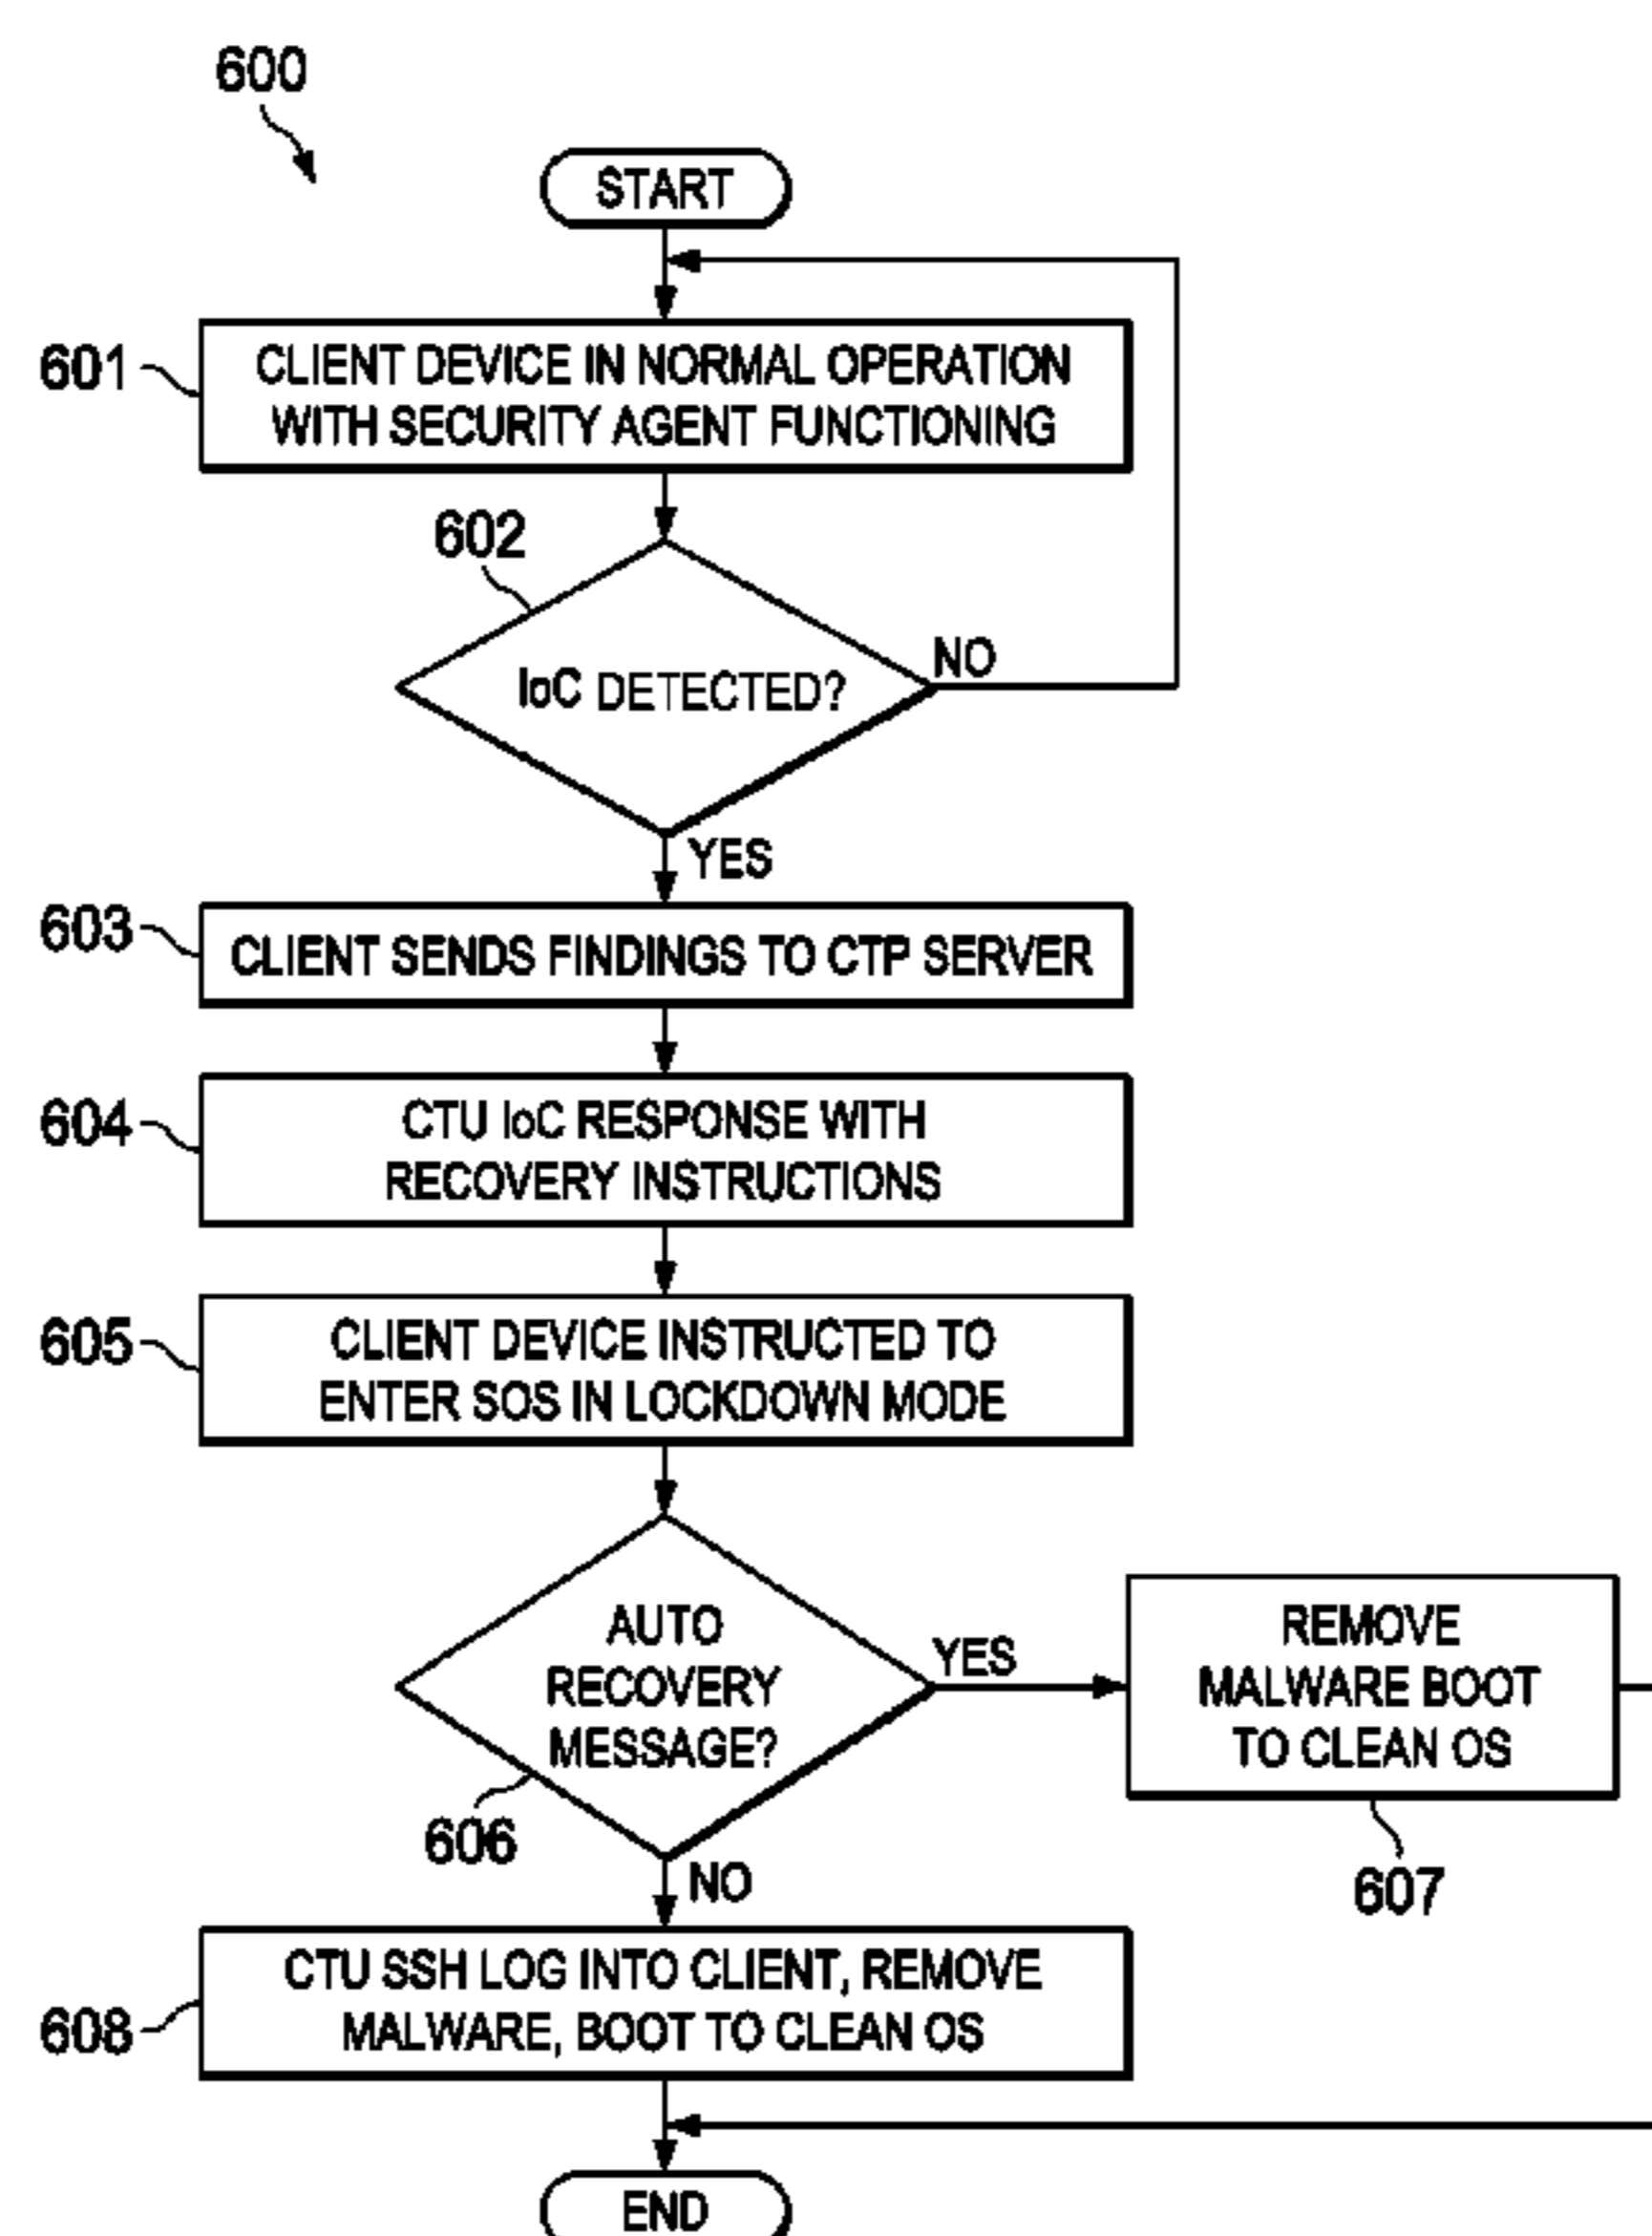 600
START
601
CLIENT DEVICE IN NORMAL OPERATION
WITH SECURITY AGENT FUNCTIONING
602
IoC DETECTED?
NO
YES
603
CLIENT SENDS FINDINGS TO CTP SERVER
604
CTU IoC RESPONSE WITH
RECOVERY INSTRUCTIONS
605
CLIENT DEVICE INSTRUCTED TO
ENTER SOS IN LOCKDOWN MODE
AUTO
RECOVERY
MESSAGE?
606
YES
REMOVE
MALWARE BOOT
TO CLEAN OS
607
NO
608
CTU SSH LOG INTO CLIENT, REMOVE
MALWARE, BOOT TO CLEAN OS
END